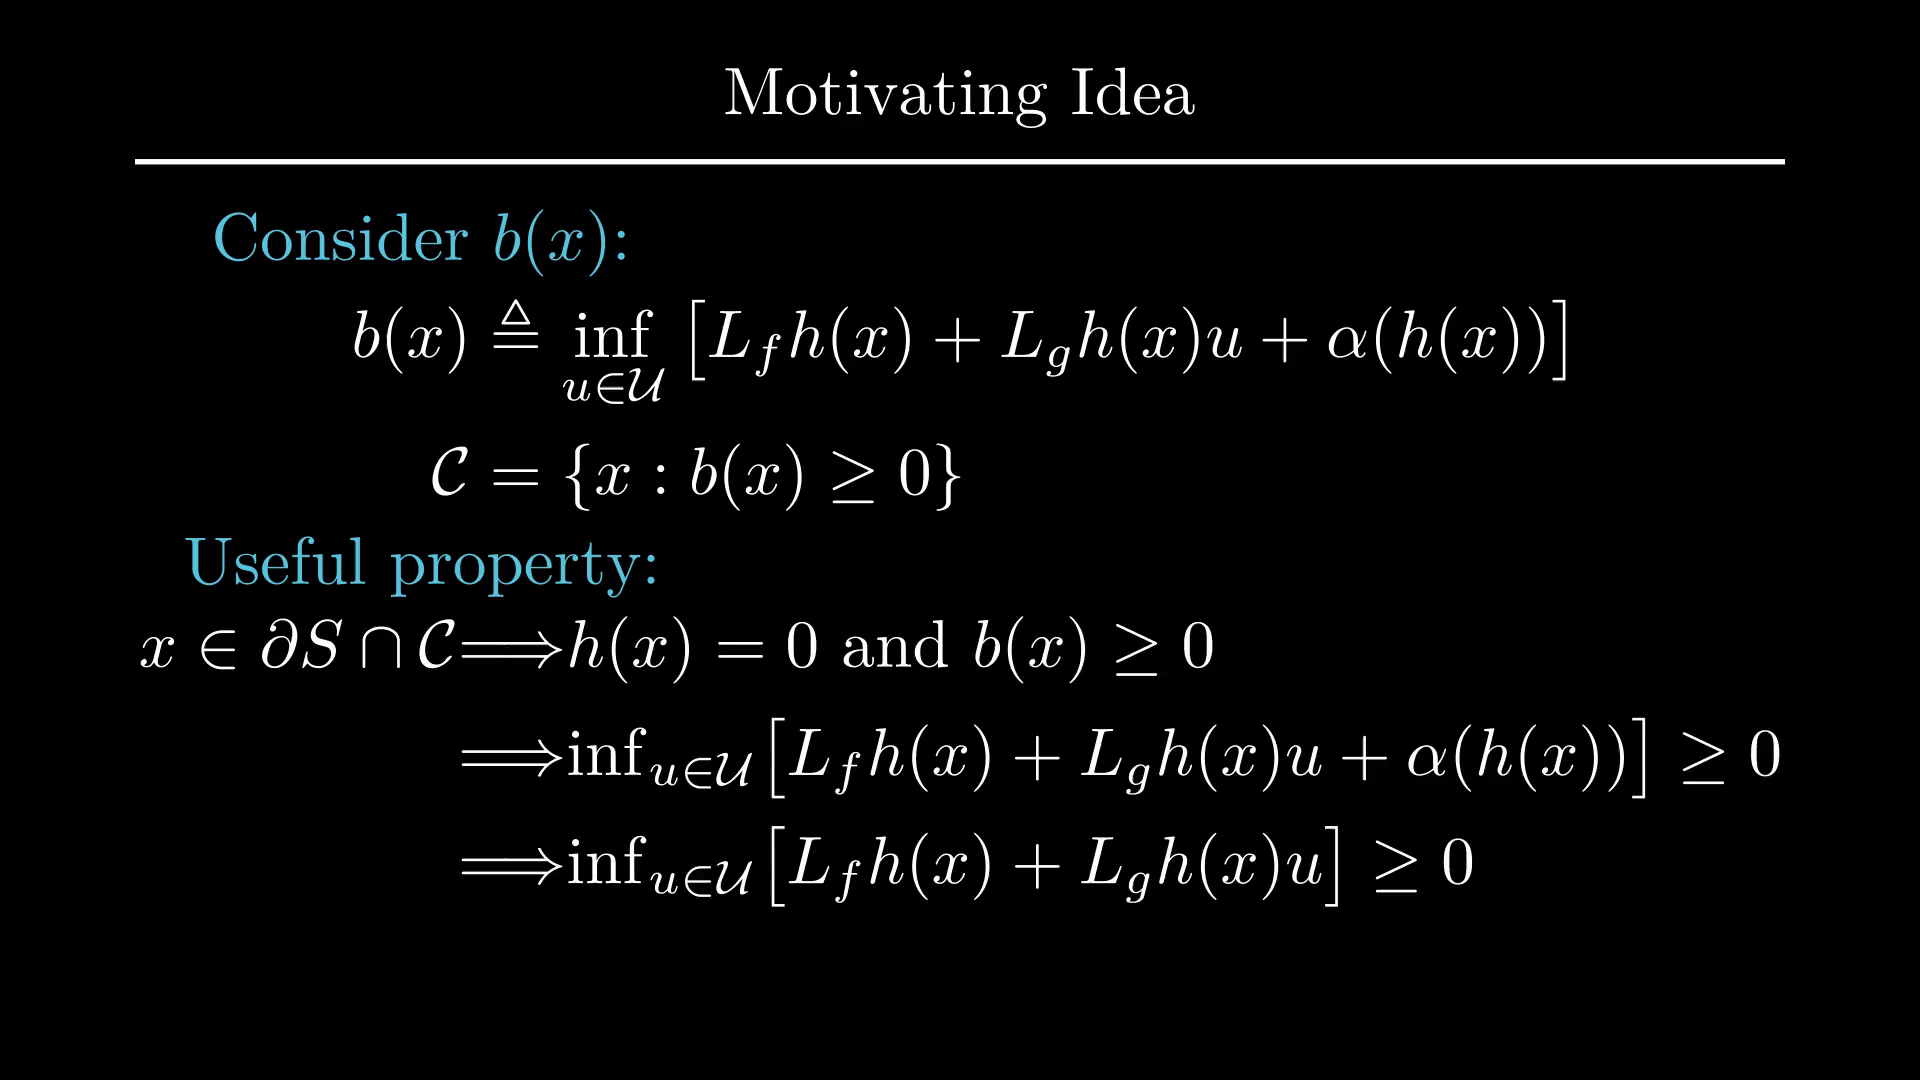 Motivating Idea
Consider b(x):
b(x) ≜ inf_{u∈𝒰} [L_f h(x) + L_g h(x)u + α(h(x))]
𝒞 = {x : b(x) ≥ 0}
Useful property:
x ∈ ∂S ∩ 𝒞 ⟹ h(x) = 0 and b(x) ≥ 0
⟹ inf_{u∈𝒰} [L_f h(x) + L_g h(x)u + α(h(x))] ≥ 0
⟹ inf_{u∈𝒰} [L_f h(x) + L_g h(x)u] ≥ 0